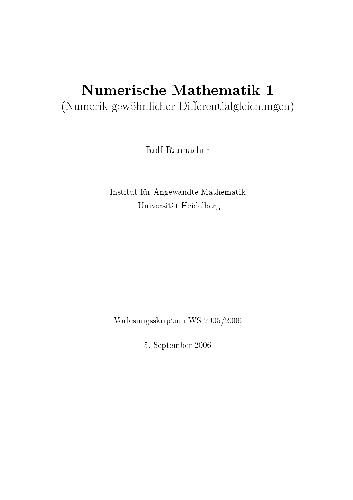 Numerische Mathematik 1
(Numerik gewöhnlicher Differentialgleichungen)
Rolf Rannacher
Institut für Angewandte Mathematik
Universität Heidelberg
Vorlesungsskriptum WS 2005/2006
5. September 2006